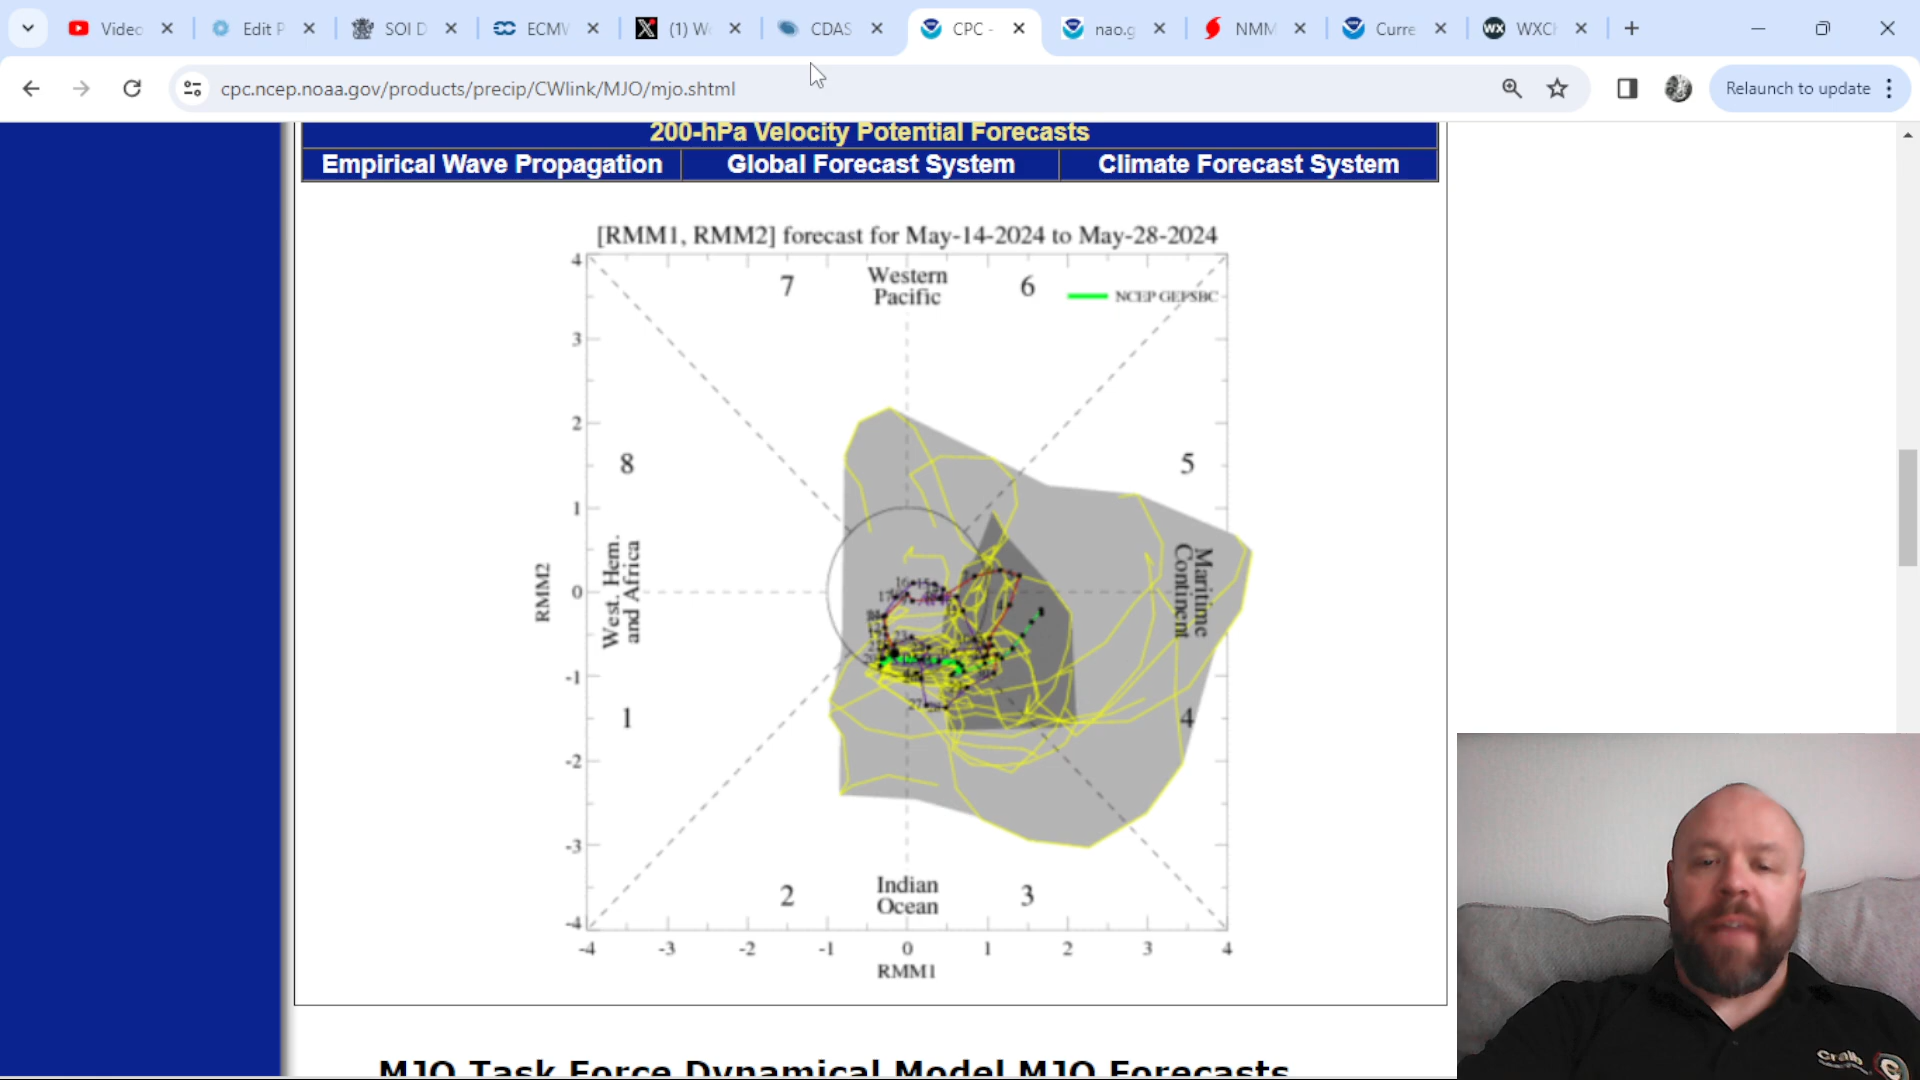 Video
Edit P
SOI D
ECMW
(1) W
CDAS
CPC -
nao.g
NMM
Curre
WXCH
cpc.ncep.noaa.gov/products/precip/CWlink/MJO/mjo.shtml
Relaunch to update
200-hPa Velocity Potential Forecasts
Empirical Wave Propagation
Global Forecast System
Climate Forecast System
[RMM1, RMM2] forecast for May-14-2024 to May-28-2024
7
Western
Pacific
6
NCEP GEFSBC
8
5
West. Hem.
and Africa
Maritime
Continent
1
4
2
Indian
Ocean
3
4
3
2
1
0
-1
-2
-3
-4
RMM2
-4 -3 -2 -1 0 1 2 3 4
RMM1
MJO Task Force Dynamical Model MJO Forecasts